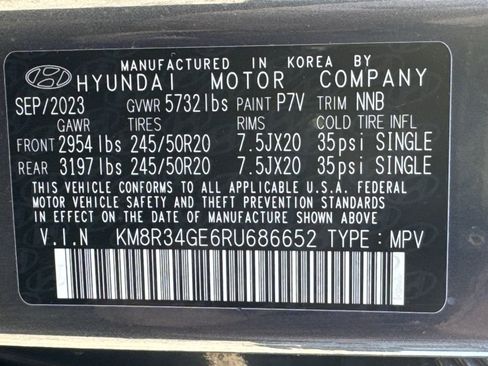 MANUFACTURED IN KOREA BY
HYUNDAI MOTOR COMPANY
SEP/2023 GVWR 5732lbs PAINT P7V TRIM NNB
GAWR TIRES RIMS COLD TIRE INFL
FRONT 2954lbs 245/50R20 7.5JX20 35psi SINGLE
REAR 3197lbs 245/50R20 7.5JX20 35psi SINGLE
THIS VEHICLE CONFORMS TO ALL APPLICABLE U.S.A. FEDERAL
MOTOR VEHICLE SAFETY AND THEFT PREVENTION STANDARDS
IN EFFECT ON THE DATE OF MANUFACTURE SHOWN ABOVE.
V.I.N KM8R34GE6RU686652 TYPE: MPV